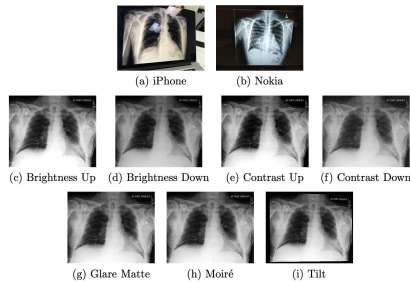 (a) iPhone
(b) Nokia
(c) Brightness Up
(d) Brightness Down
(e) Contrast Up
(f) Contrast Down
(g) Glare Matte
(h) Moiré
(i) Tilt